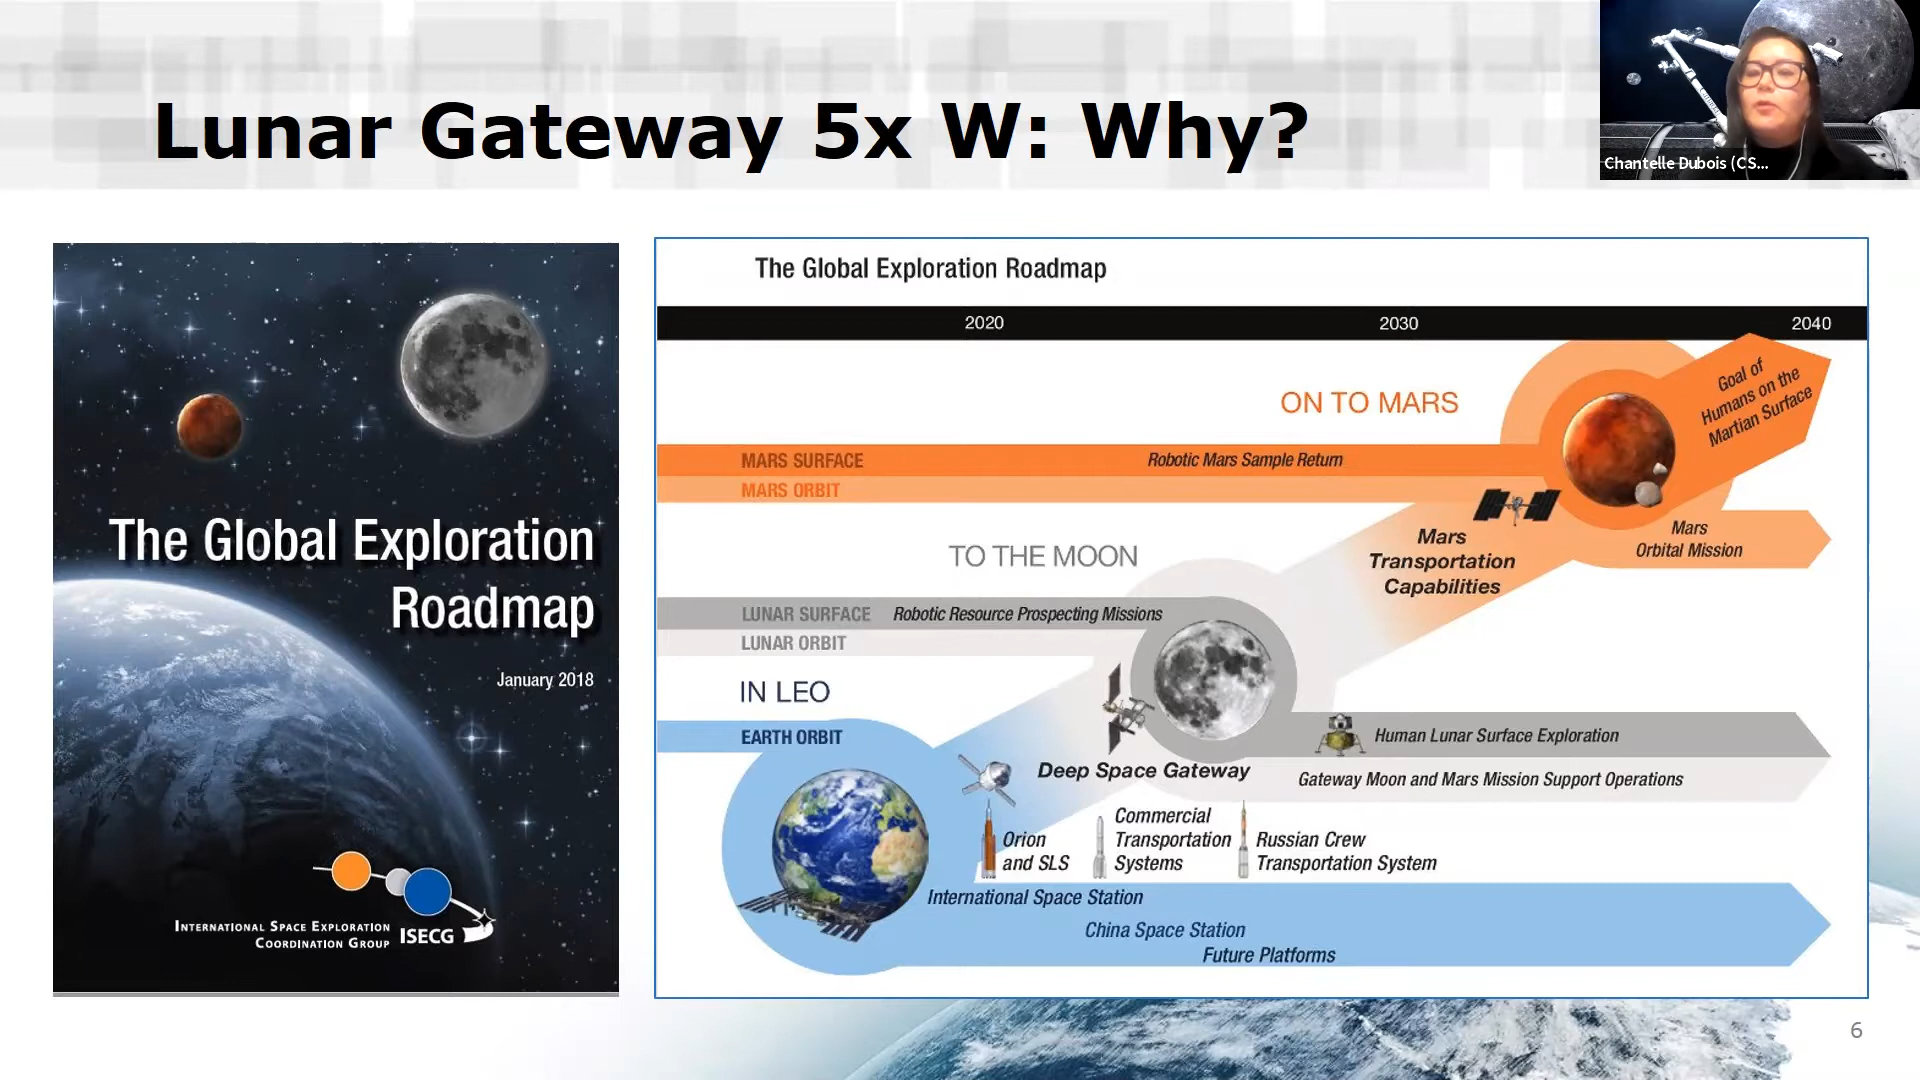 Lunar Gateway 5x W: Why?
Chantelle Dubois (CS...
The Global Exploration
Roadmap
January 2018
INTERNATIONAL SPACE EXPLORATION
COORDINATION GROUP
ISECG
The Global Exploration Roadmap
2020
2030
2040
ON TO MARS
Goal of
Humans on the
Martian Surface
MARS SURFACE
Robotic Mars Sample Return
MARS ORBIT
Mars
Orbital Mission
Mars
Transportation
Capabilities
TO THE MOON
LUNAR SURFACE
Robotic Resource Prospecting Missions
LUNAR ORBIT
IN LEO
EARTH ORBIT
Human Lunar Surface Exploration
Deep Space Gateway
Gateway Moon and Mars Mission Support Operations
Orion
and SLS
Commercial
Transportation
Systems
Russian Crew
Transportation System
International Space Station
China Space Station
Future Platforms
6